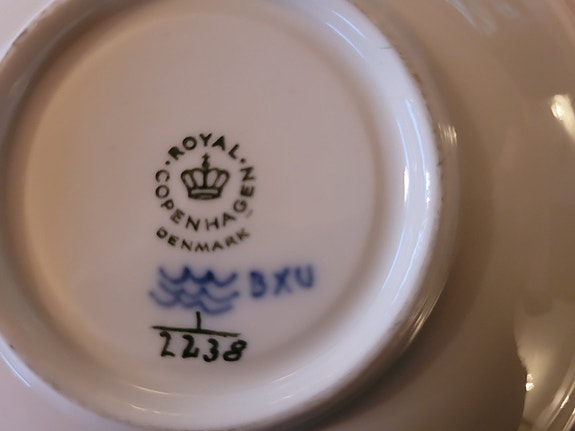 ROYAL
COPENHAGEN
DENMARK
BXU
1
2238